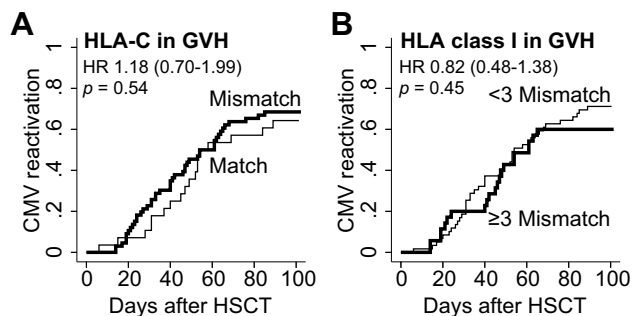 A
HLA-C in GVH
HR 1.18 (0.70-1.99)
p = 0.54
Mismatch
Match
CMV reactivation
0 .2 .4 .6 .8 1
0 20 40 60 80 100
Days after HSCT
B
HLA class I in GVH
HR 0.82 (0.48-1.38)
p = 0.45
<3 Mismatch
≥3 Mismatch
CMV reactivation
0 .2 .4 .6 .8 1
0 20 40 60 80 100
Days after HSCT